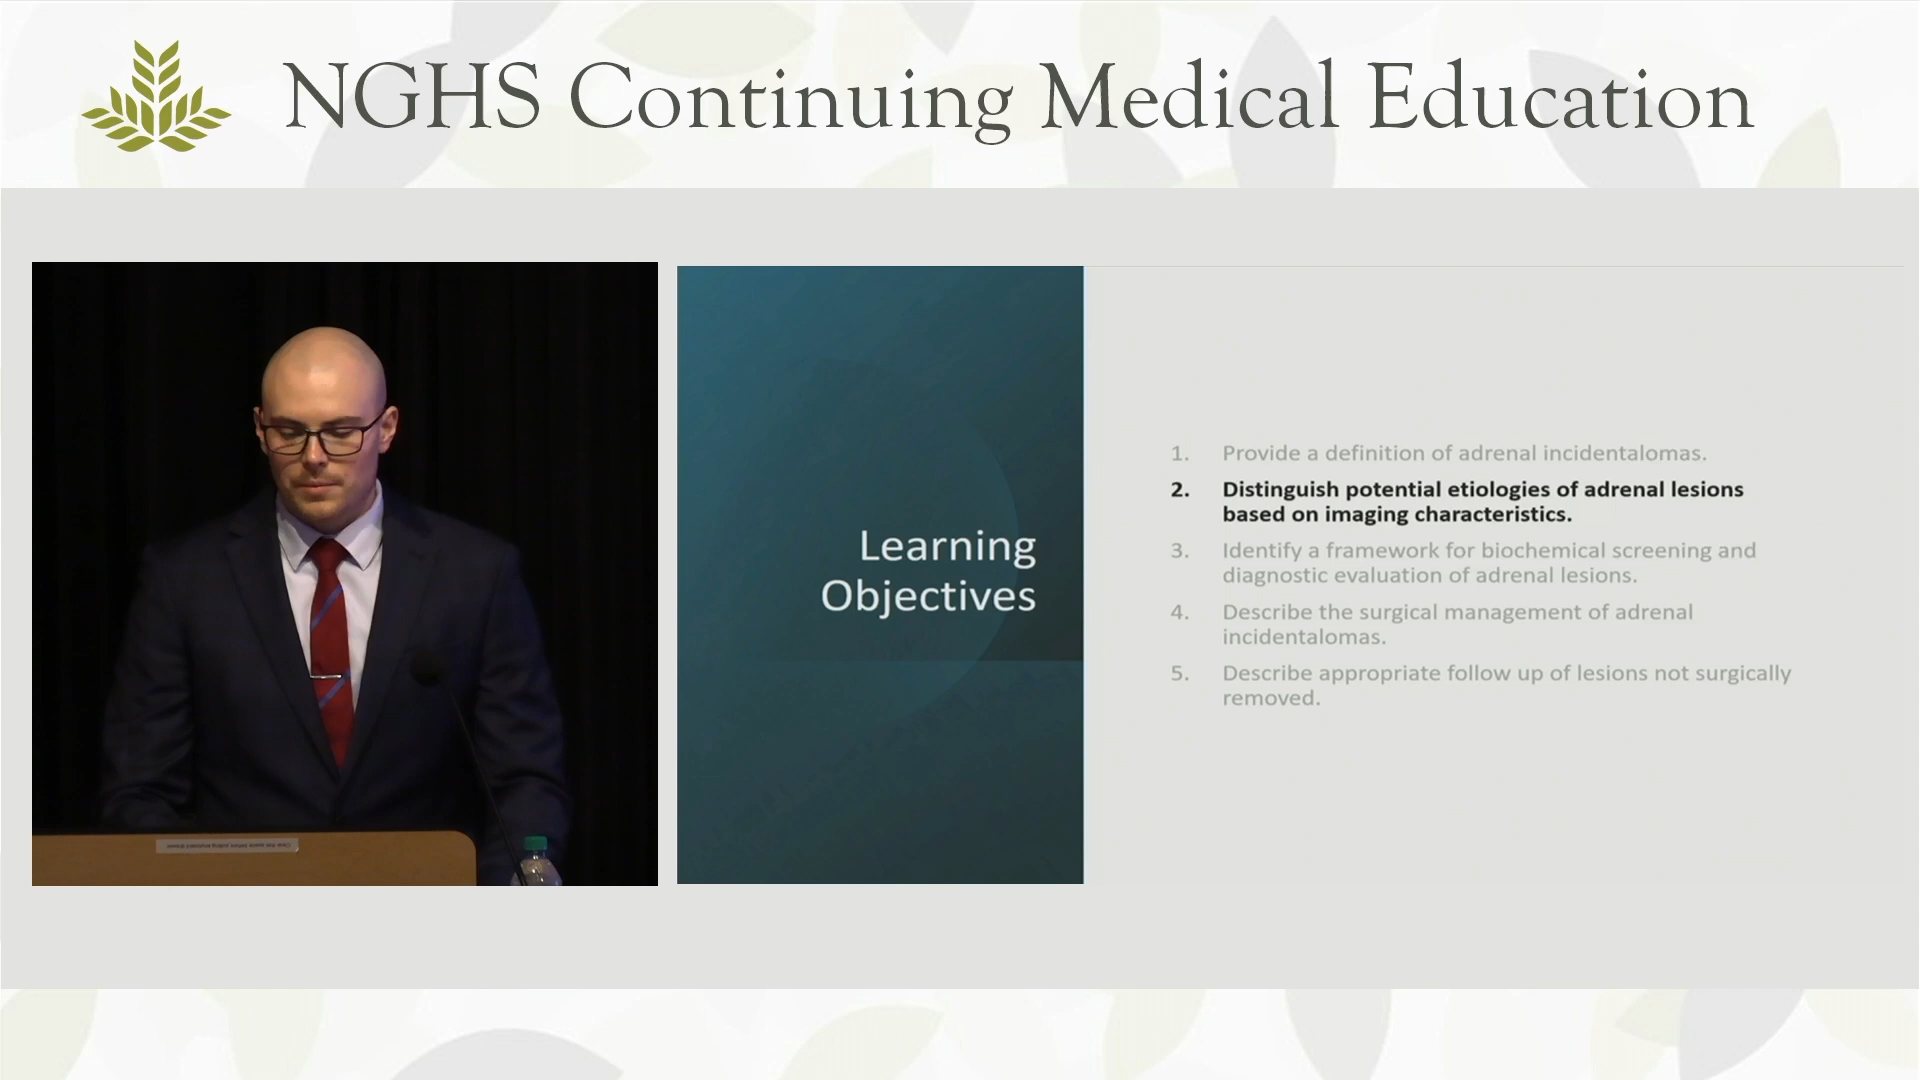 NGHS Continuing Medical Education
Learning
Objectives
1. Provide a definition of adrenal incidentalomas.
2. Distinguish potential etiologies of adrenal lesions
based on imaging characteristics.
3. Identify a framework for biochemical screening and
diagnostic evaluation of adrenal lesions.
4. Describe the surgical management of adrenal
incidentalomas.
5. Describe appropriate follow up of lesions not surgically
removed.